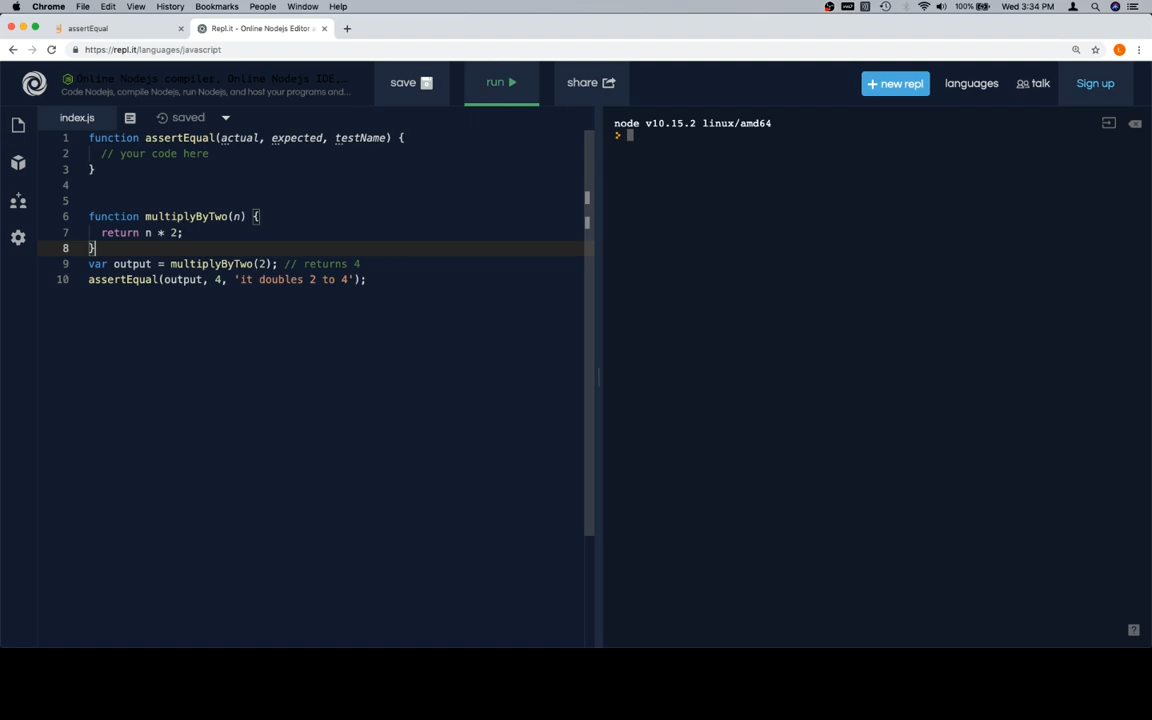 Chrome File Edit View History Bookmarks People Window Help 100% Wed 3:34 PM
assertEqual × Repl.it - Online Nodejs Editor × +
https://repl.it/languages/javascript
Online Nodejs compiler, Online Nodejs IDE,...
Code Nodejs, compile Nodejs, run Nodejs, and host your programs and...
save run share + new repl languages talk Sign up
index.js saved
node v10.15.2 linux/amd64
>
1 function assertEqual(actual, expected, testName) {
2 // your code here
3 }
4
5
6 function multiplyByTwo(n) {
7 return n * 2;
8 }
9 var output = multiplyByTwo(2); // returns 4
10 assertEqual(output, 4, 'it doubles 2 to 4');
?